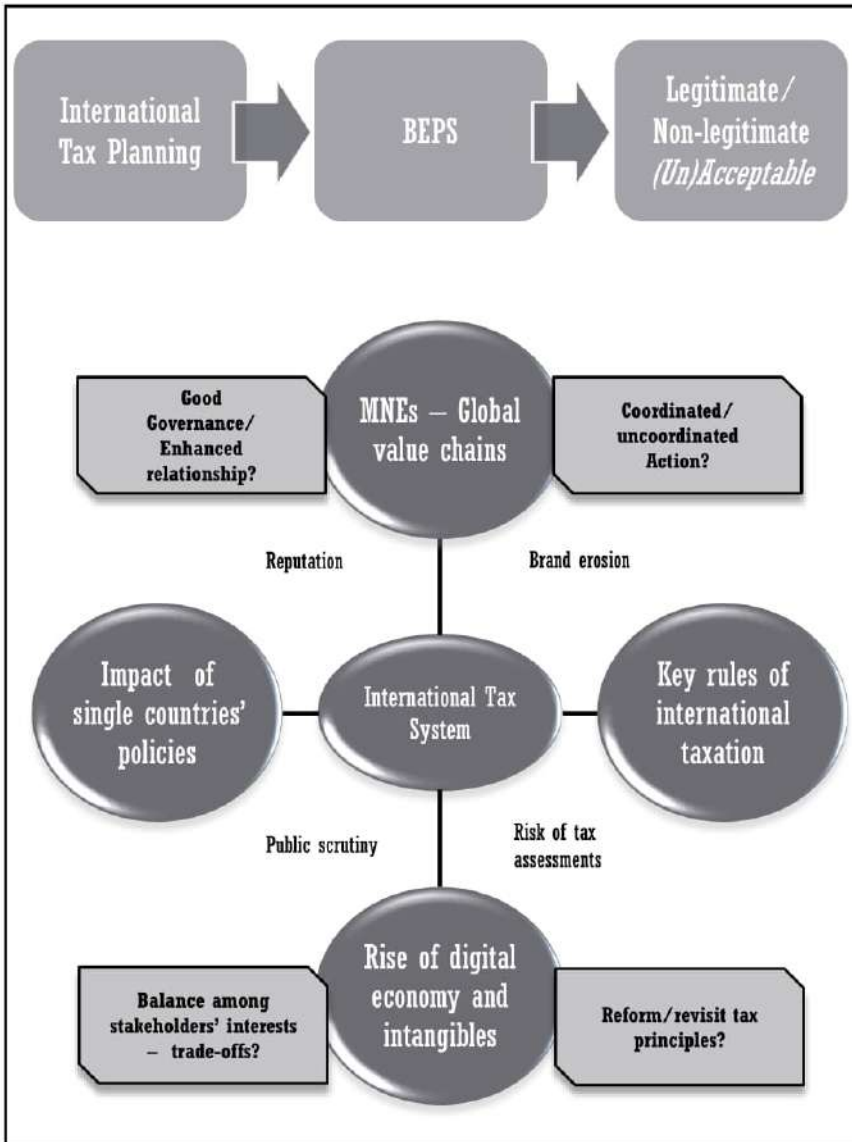 International
Tax Planning
BEPS
Legitimate/
Non-legitimate
(Un)Acceptable
Good
Governance/
Enhanced
relationship?
MNEs – Global
value chains
Coordinated/
uncoordinated
Action?
Reputation
Brand erosion
Impact of
single countries'
policies
International Tax
System
Key rules of
international
taxation
Public scrutiny
Risk of tax
assessments
Balance among
stakeholders' interests
– trade-offs?
Rise of digital
economy and
intangibles
Reform/revisit tax
principles?